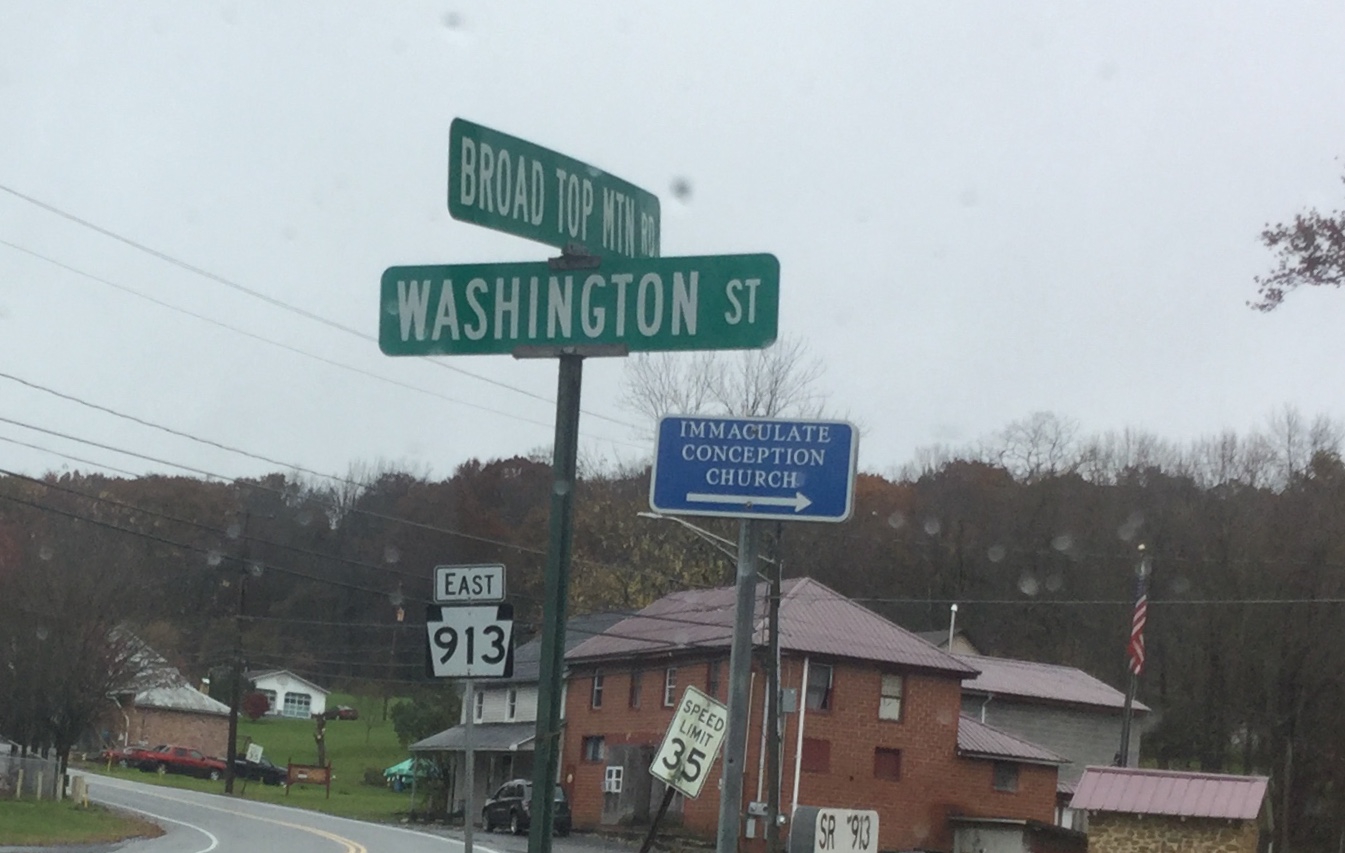 BROAD TOP MTN RD
WASHINGTON ST
IMMACULATE
CONCEPTION
CHURCH
EAST
913
SPEED
LIMIT
35
SR 913